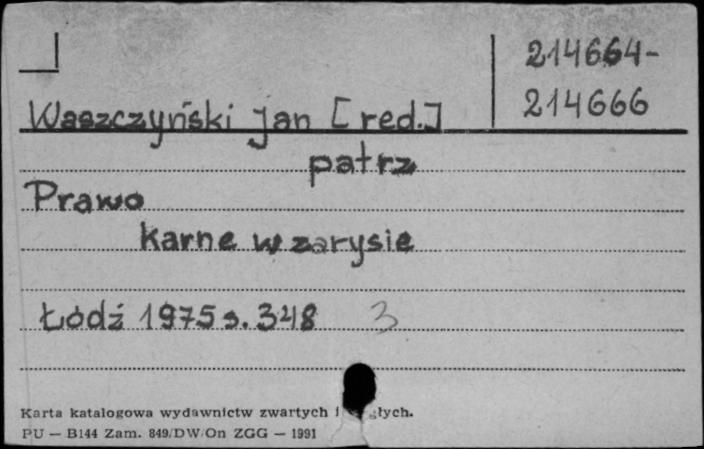 214664-
214666
Waszczyński Jan [red.]
patrz
Prawo
karne w zarysie
Łódź 1975 s. 348 3
Karta katalogowa wydawnictw zwartych i
PU — B144 Zam. 849/DW/On ZGG — 1991